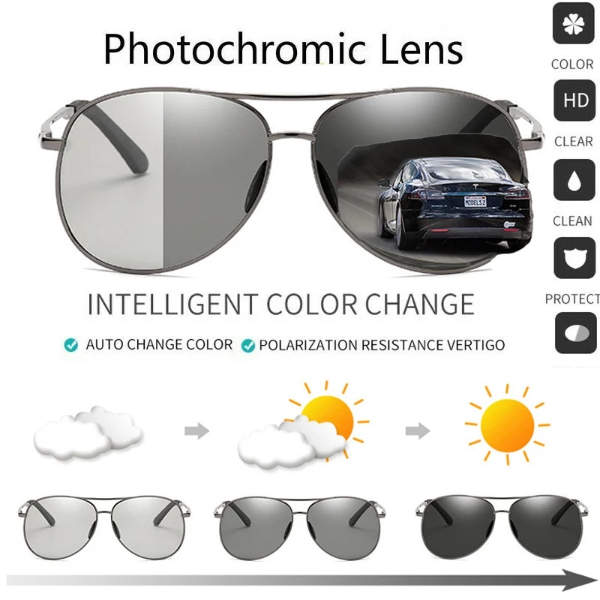 Photochromic Lens
COLOR
HD
CLEAR
CLEAN
PROTECT
INTELLIGENT COLOR CHANGE
AUTO CHANGE COLOR
POLARIZATION RESISTANCE VERTIGO